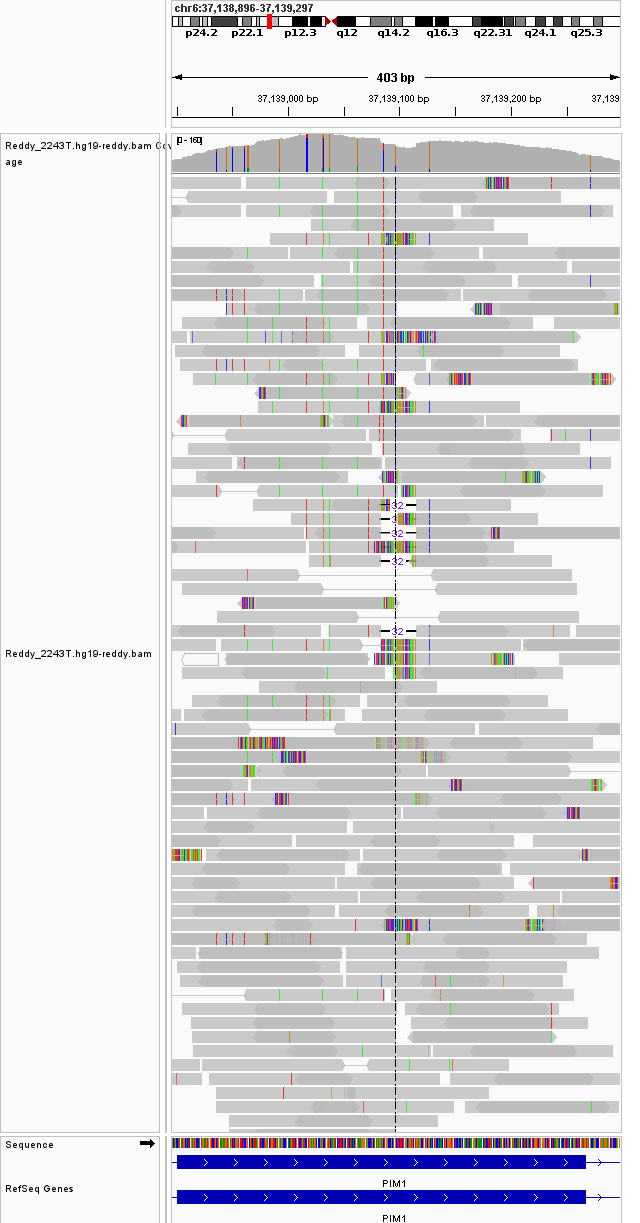 chr6:37,138,896-37,139,297
p24.2 p22.1 p12.3 q12 q14.2 q16.3 q22.31 q24.1 q25.3
403 bp
37,139,000 bp 37,139,100 bp 37,139,200 bp 37,139
Reddy_2243T.hg19-reddy.bam Co
age
[0 - 160]
32
32
32
32
Reddy_2243T.hg19-reddy.bam
Sequence
RefSeq Genes
PIM1
PIM1